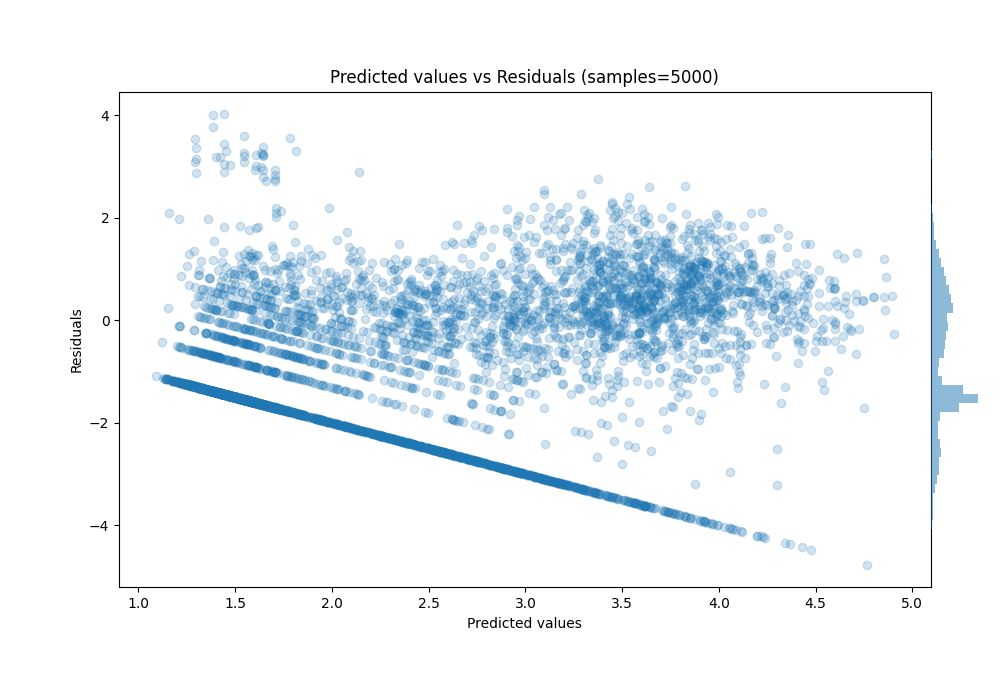 Predicted values vs Residuals (samples=5000)
4
2
0
−2
−4
Residuals
1.0 1.5 2.0 2.5 3.0 3.5 4.0 4.5 5.0
Predicted values